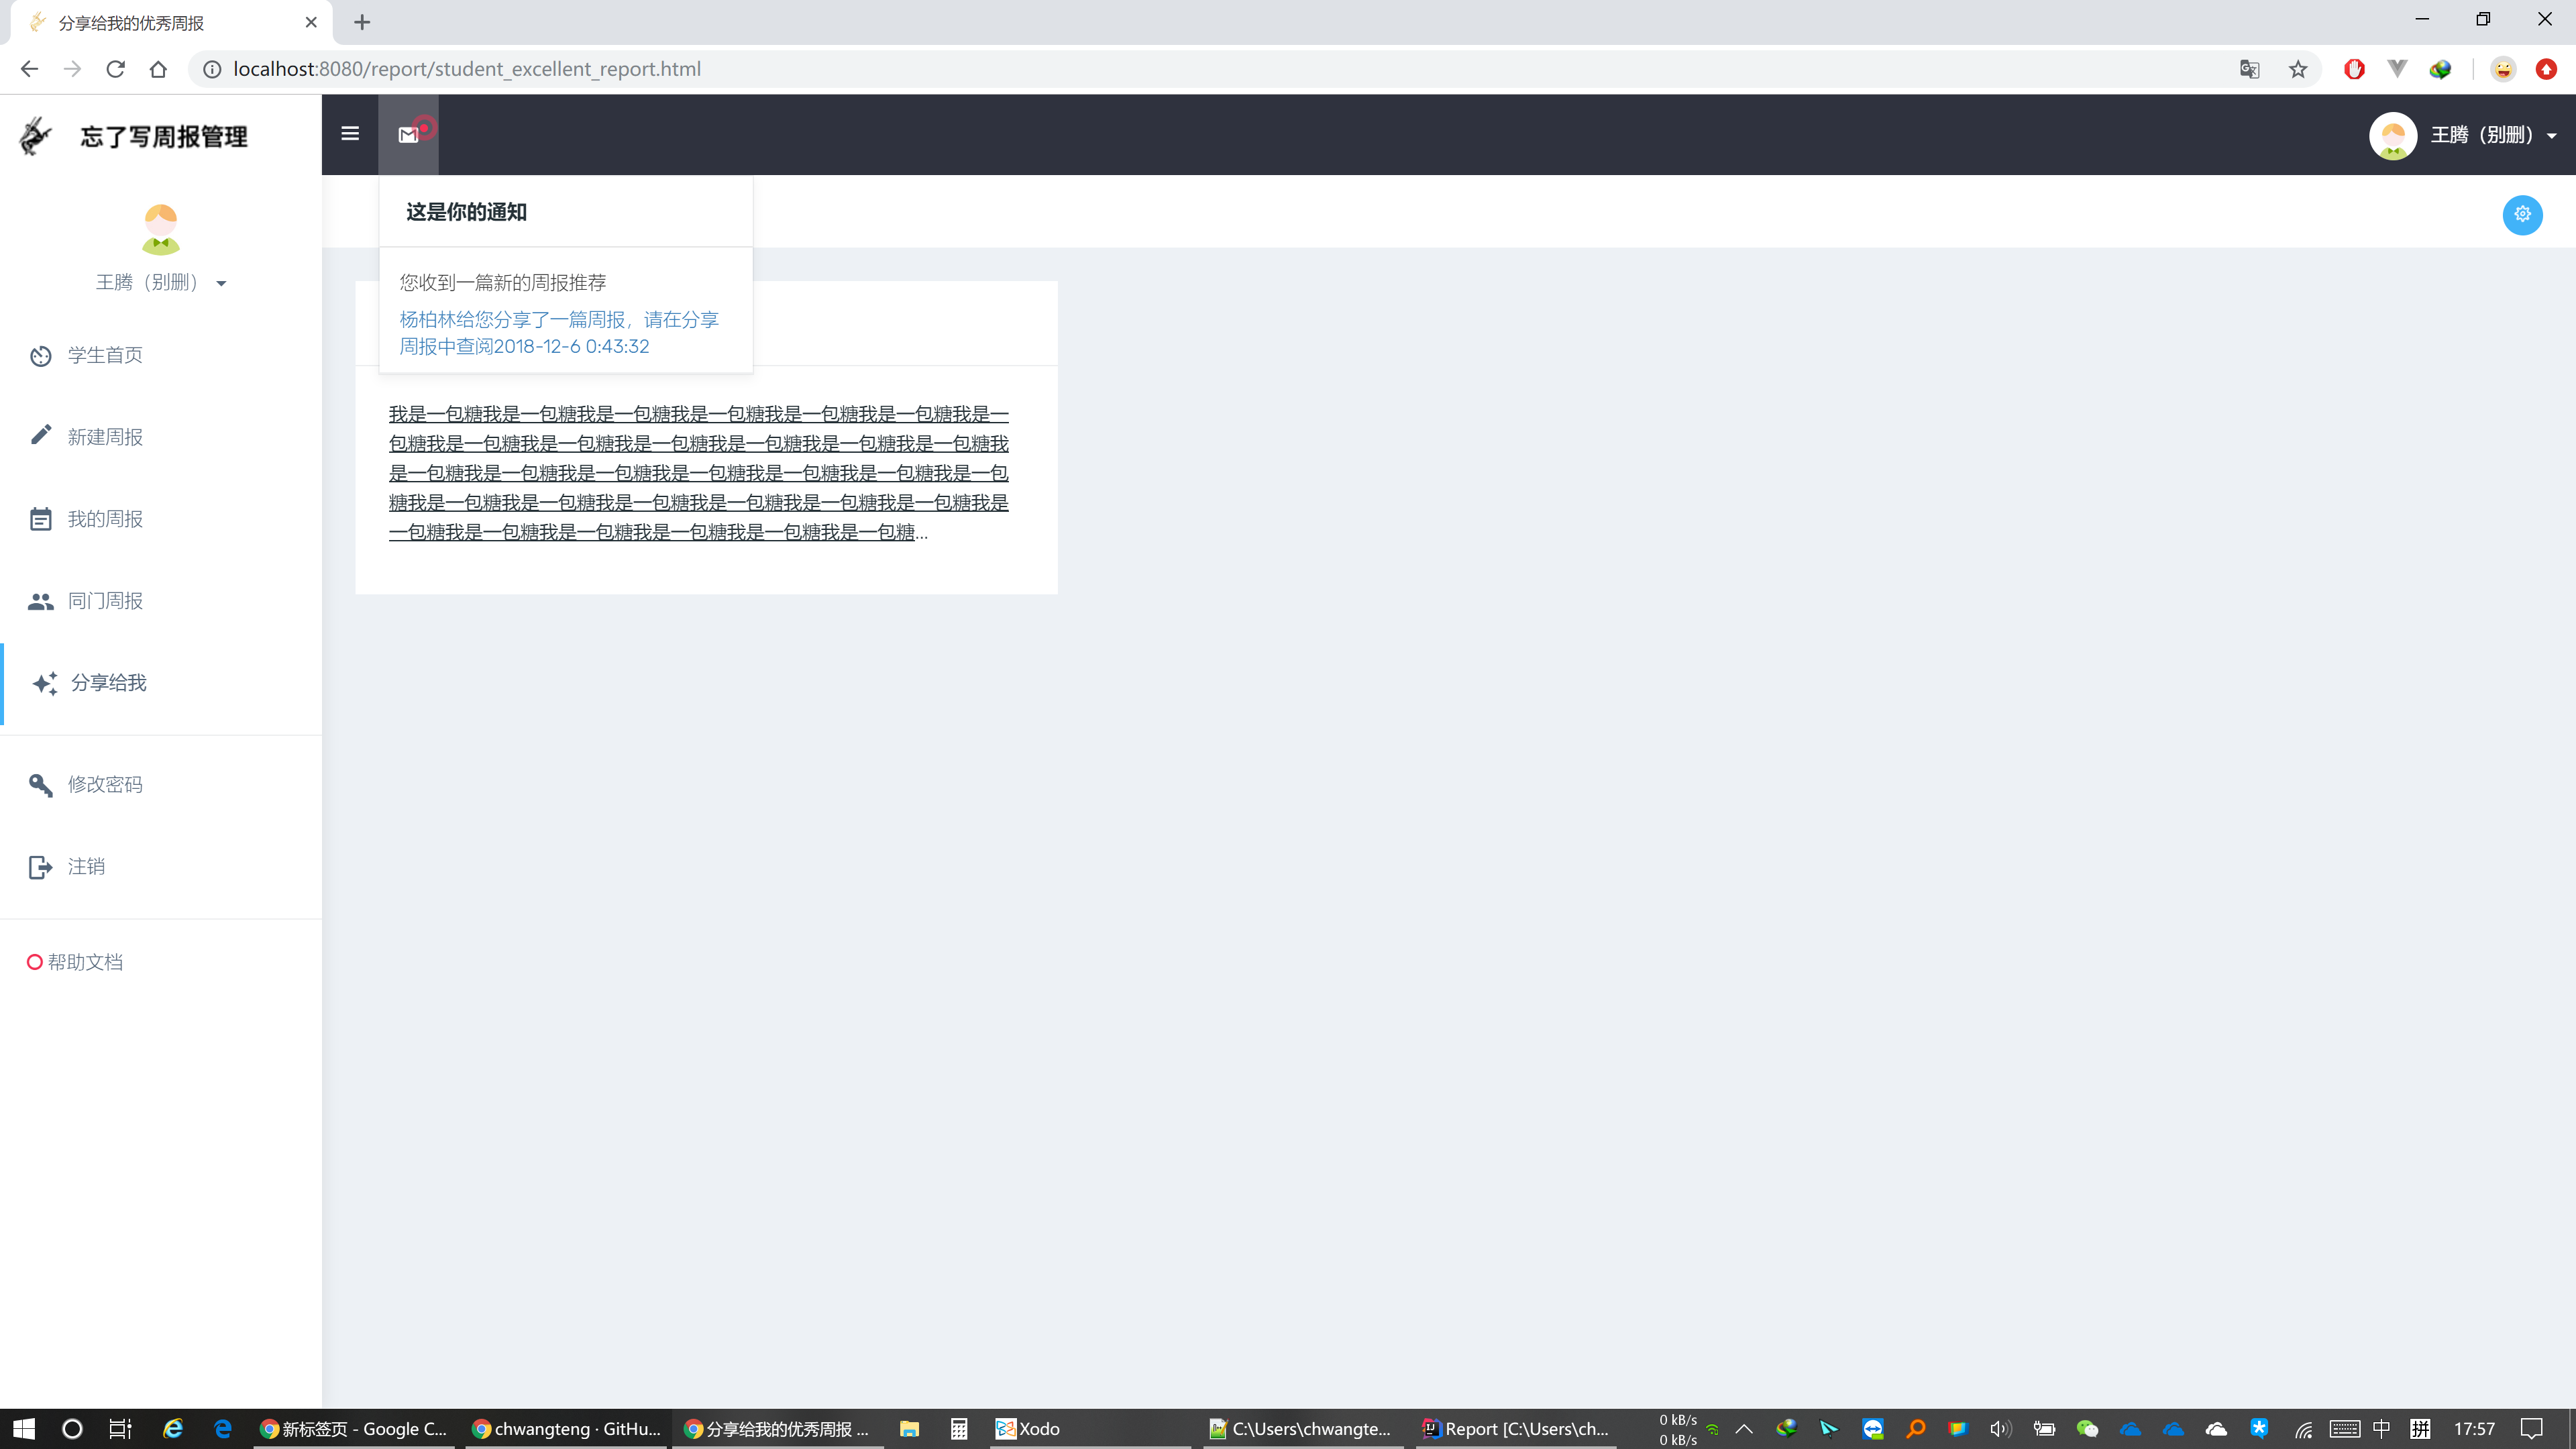 分享给我的优秀周报
localhost:8080/report/student_excellent_report.html
忘了写周报管理
王腾（别删）
这是你的通知
王腾（别删）
您收到一篇新的周报推荐
杨柏林给您分享了一篇周报，请在分享
周报中查阅2018-12-6 0:43:32
学生首页
新建周报
我的周报
同门周报
分享给我
修改密码
注销
帮助文档
我是一包糖我是一包糖我是一包糖我是一包糖我是一包糖我是一包糖我是一
包糖我是一包糖我是一包糖我是一包糖我是一包糖我是一包糖我是一包糖我
是一包糖我是一包糖我是一包糖我是一包糖我是一包糖我是一包糖我是一包
糖我是一包糖我是一包糖我是一包糖我是一包糖我是一包糖我是一包糖我是
一包糖我是一包糖我是一包糖我是一包糖我是一包糖我是一包糖...
新标签页 - Google C...
chwangteng · GitHu...
分享给我的优秀周报 ...
Xodo
C:\Users\chwangte...
Report [C:\Users\ch...
0 kB/s
0 kB/s
中
拼
17:57